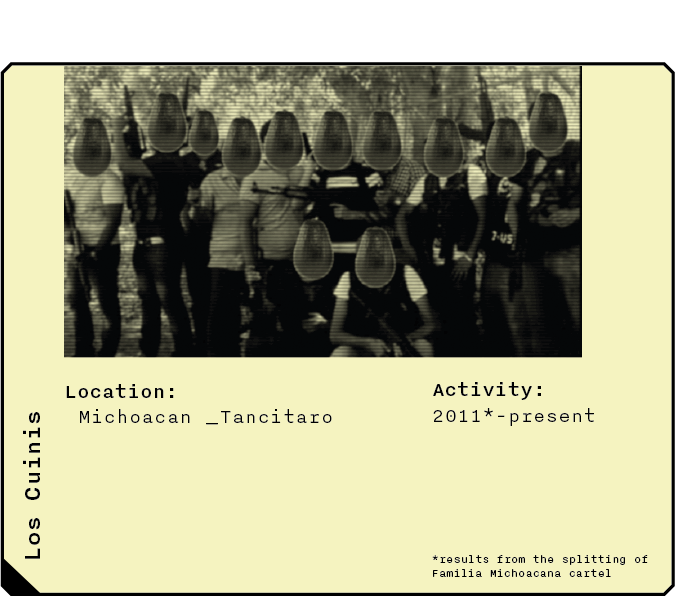 Location:
Michoacan _Tancitaro
Activity:
2011*-present
Los Cuinis
*results from the splitting of
Familia Michoacana cartel